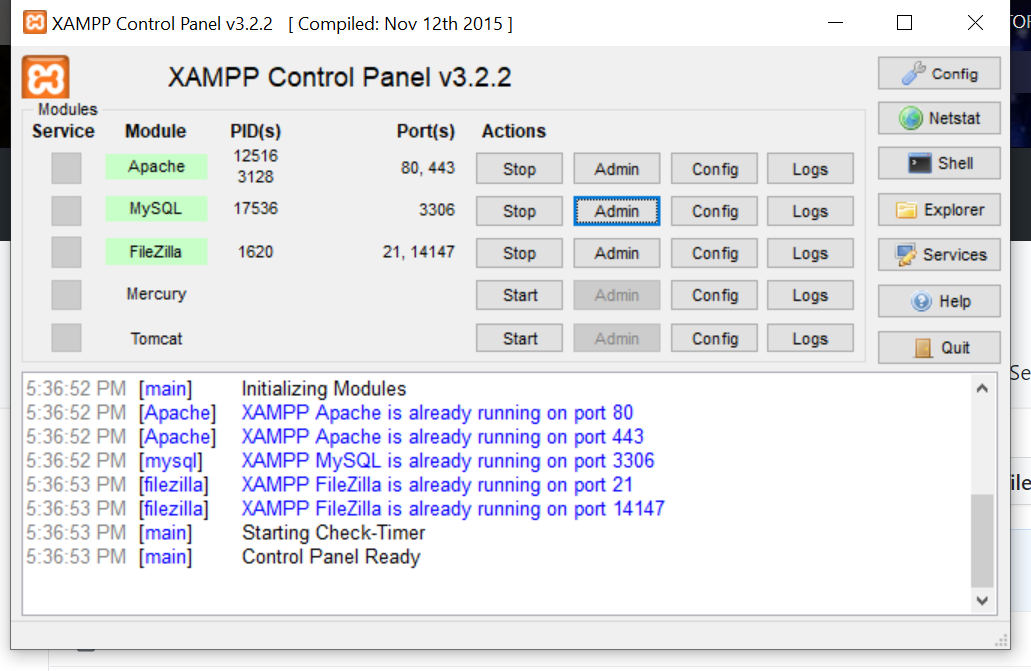 XAMPP Control Panel v3.2.2 [ Compiled: Nov 12th 2015 ]
XAMPP Control Panel v3.2.2
Config
Modules
Service Module PID(s) Port(s) Actions
Netstat
Apache 12516 3128 80, 443 Stop Admin Config Logs
Shell
MySQL 17536 3306 Stop Admin Config Logs
Explorer
FileZilla 1620 21, 14147 Stop Admin Config Logs
Services
Mercury Start Admin Config Logs
Help
Tomcat Start Admin Config Logs
Quit
5:36:52 PM [main] Initializing Modules
5:36:52 PM [Apache] XAMPP Apache is already running on port 80
5:36:52 PM [Apache] XAMPP Apache is already running on port 443
5:36:52 PM [mysql] XAMPP MySQL is already running on port 3306
5:36:53 PM [filezilla] XAMPP FileZilla is already running on port 21
5:36:53 PM [filezilla] XAMPP FileZilla is already running on port 14147
5:36:53 PM [main] Starting Check-Timer
5:36:53 PM [main] Control Panel Ready